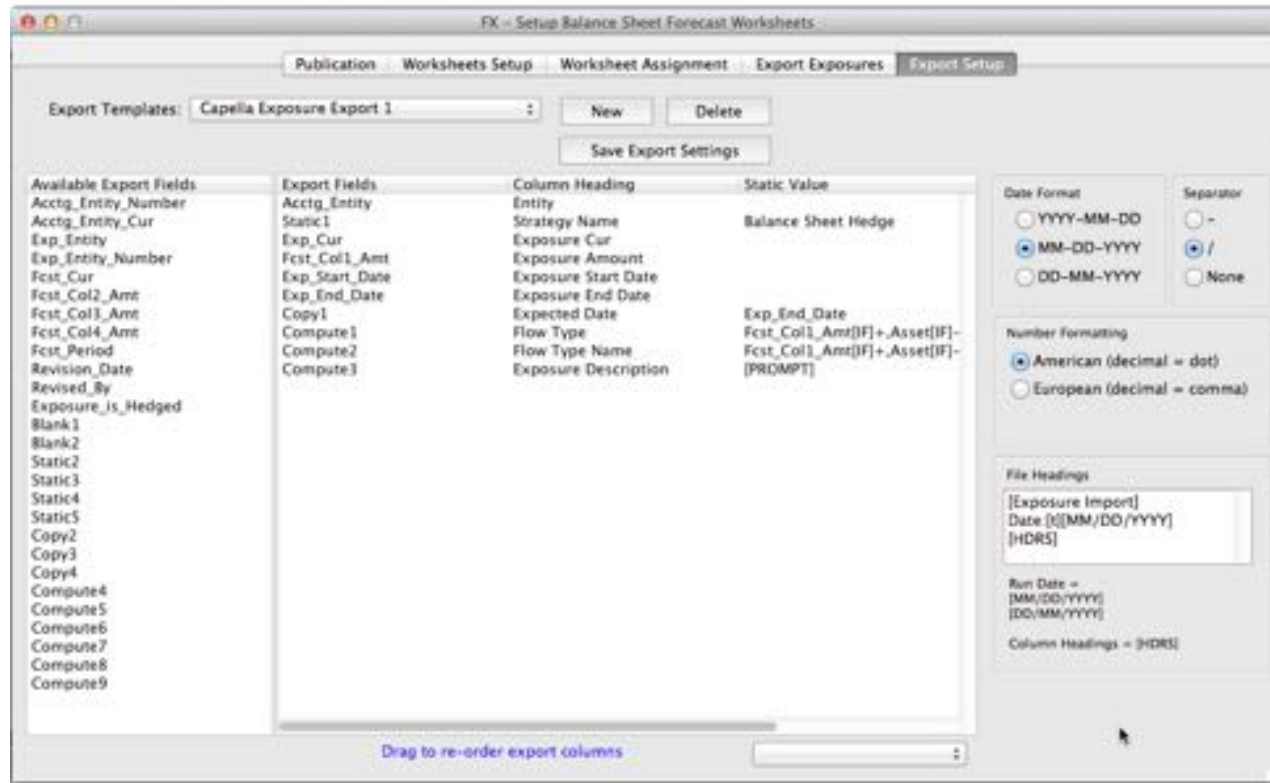 FX - Setup Balance Sheet Forecast Worksheets
Publication Worksheets Setup Worksheet Assignment Export Exposures Export Setup
Export Templates: Capella Exposure Export 1 New Delete
Save Export Settings
Available Export Fields
Acctg_Entity_Number
Acctg_Entity_Cur
Exp_Entity
Exp_Entity_Number
Fcst_Cur
Fcst_Col2_Amt
Fcst_Col3_Amt
Fcst_Col4_Amt
Fcst_Period
Revision_Date
Revised_By
Exposure_is_Hedged
Blank1
Blank2
Static2
Static3
Static4
Static5
Copy2
Copy3
Copy4
Compute4
Compute5
Compute6
Compute7
Compute8
Compute9
Export Fields Column Heading Static Value
Acctg_Entity Entity
Static1 Strategy Name Balance Sheet Hedge
Exp_Cur Exposure Cur
Fcst_Col1_Amt Exposure Amount
Exp_Start_Date Exposure Start Date
Exp_End_Date Exposure End Date
Copy1 Expected Date Exp_End_Date
Compute1 Flow Type Fcst_Col1_Amt[IF]+,Asset[IF]-
Compute2 Flow Type Name Fcst_Col1_Amt[IF]+,Asset[IF]-
Compute3 Exposure Description [PROMPT]
Drag to re-order export columns
Date Format
YYYY-MM-DD
MM-DD-YYYY
DD-MM-YYYY
Separator
-
/
None
Number Formatting
American (decimal = dot)
European (decimal = comma)
File Headings
[Exposure Import]
Date:[t][MM/DD/YYYY]
[HDRS]
Run Date =
[MM/DD/YYYY]
[DD/MM/YYYY]
Column Headings = [HDRS]